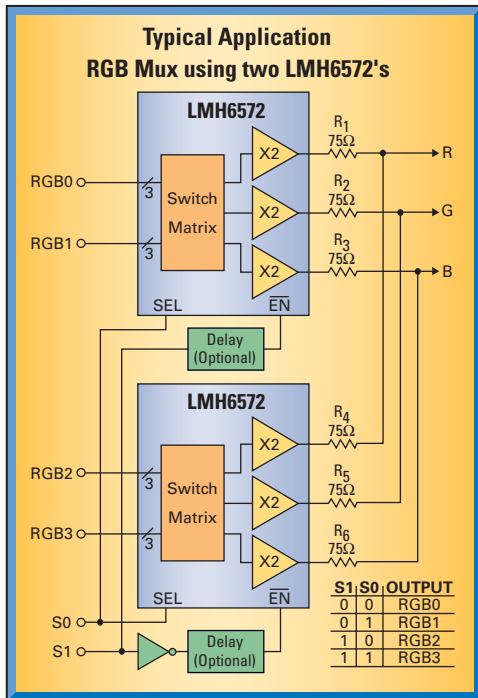 Typical Application
RGB Mux using two LMH6572's
LMH6572
R1
75Ω
X2
R
RGB0
3
Switch
Matrix
R2
75Ω
X2
G
RGB1
3
R3
75Ω
X2
B
SEL
EN
Delay
(Optional)
LMH6572
R4
75Ω
X2
RGB2
3
Switch
Matrix
R5
75Ω
X2
RGB3
3
R6
75Ω
X2
SEL
EN
S0
S1
Delay
(Optional)
S1 S0 OUTPUT
0 0 RGB0
0 1 RGB1
1 0 RGB2
1 1 RGB3